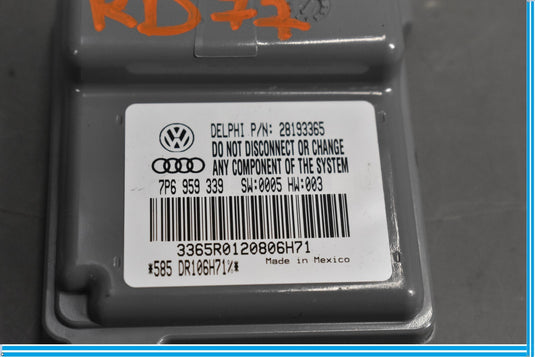 RD77
DELPHI P/N: 28193365
DO NOT DISCONNECT OR CHANGE
ANY COMPONENT OF THE SYSTEM
7P6 959 339 SW:0005 HW:003
3365R0120806H71
*585 DR106H71%*
Made in Mexico